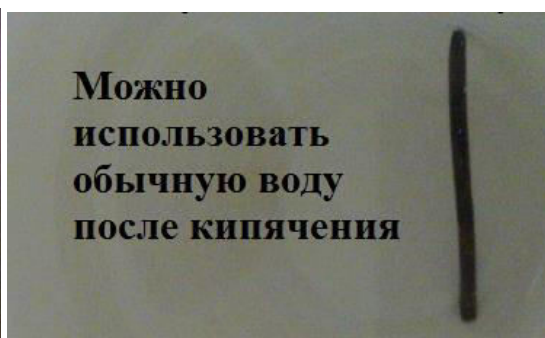 Можно
использовать
обычную воду
после кипячения